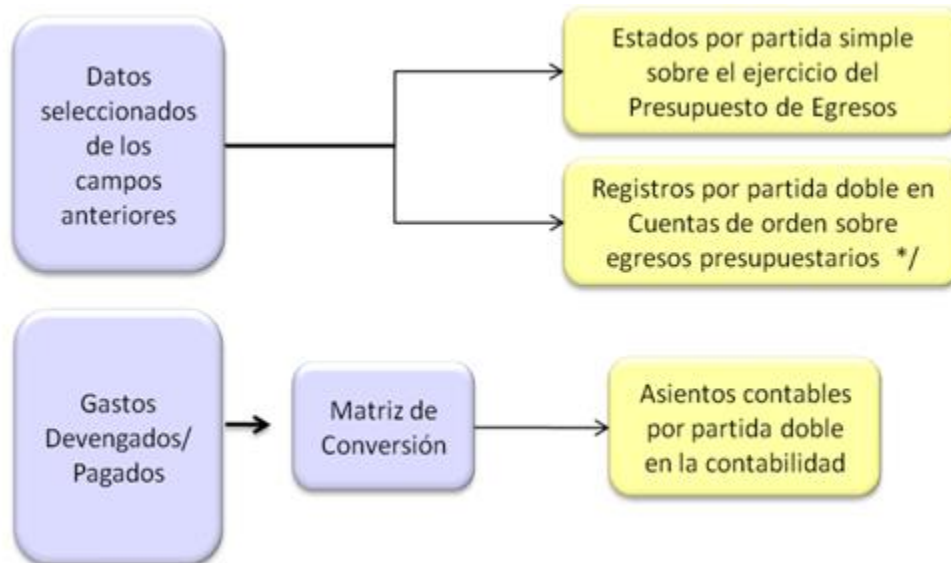 Datos
seleccionados
de los
campos
anteriores
Estados por partida simple
sobre el ejercicio del
Presupuesto de Egresos
Registros por partida doble en
Cuentas de orden sobre
egresos presupuestarios */
Gastos
Devengados/
Pagados
Matriz de
Conversión
Asientos contables
por partida doble
en la contabilidad